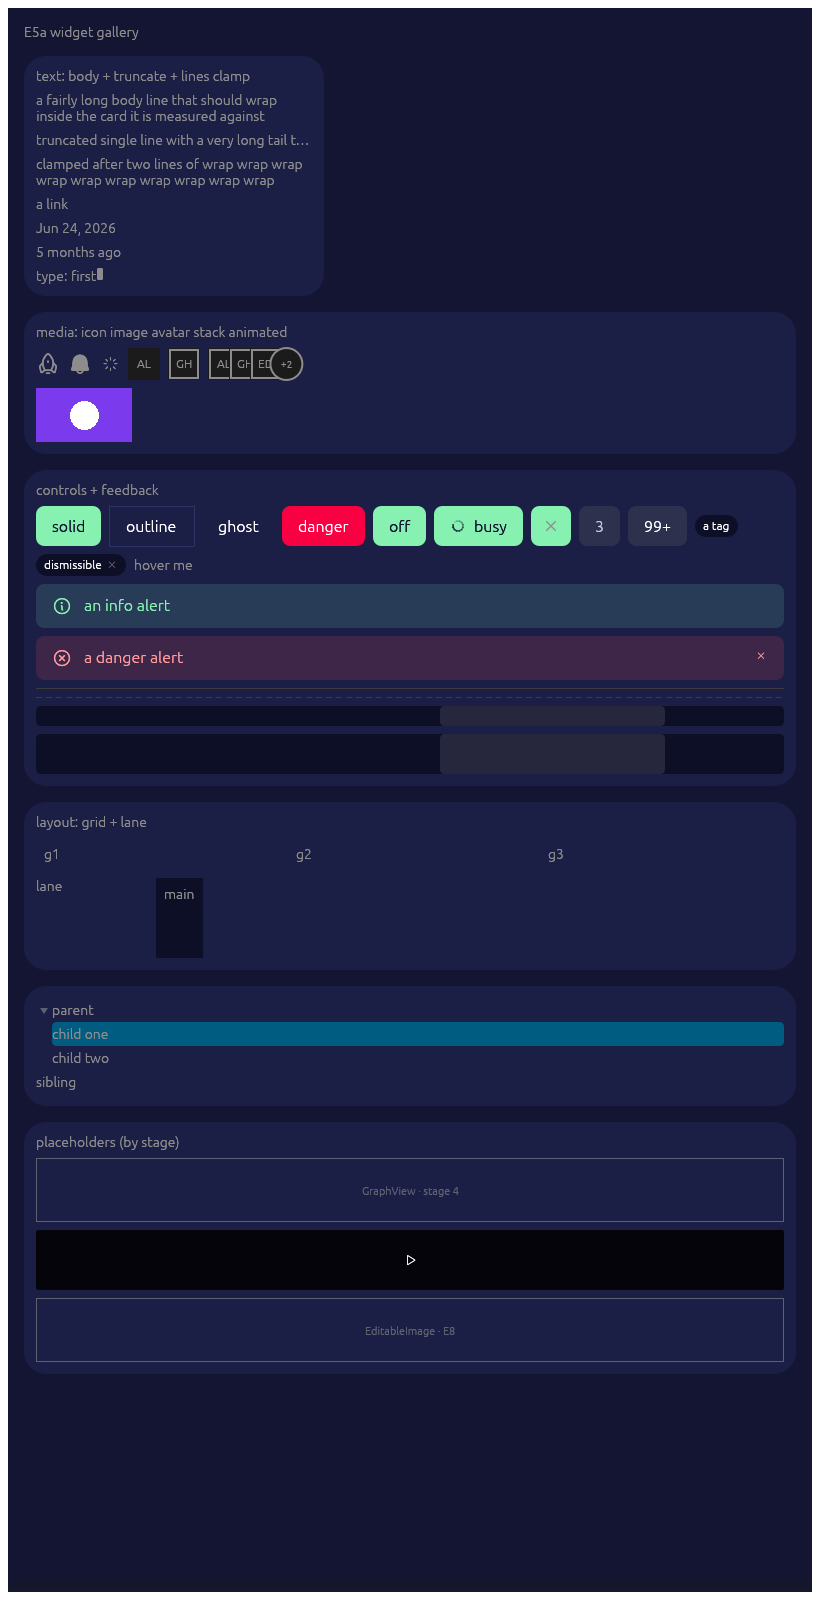 E5a widget gallery
text: body + truncate + lines clamp
a fairly long body line that should wrap
inside the card it is measured against
truncated single line with a very long tail t…
clamped after two lines of wrap wrap wrap
wrap wrap wrap wrap wrap wrap wrap
a link
Jun 24, 2026
5 months ago
type: first
media: icon image avatar stack animated
AL GH AL GH ED +2
controls + feedback
solid outline ghost danger off busy 3 99+ a tag
dismissible hover me
an info alert
a danger alert
layout: grid + lane
g1 g2 g3
lane main
parent
child one
child two
sibling
placeholders (by stage)
GraphView · stage 4
EditableImage · E8